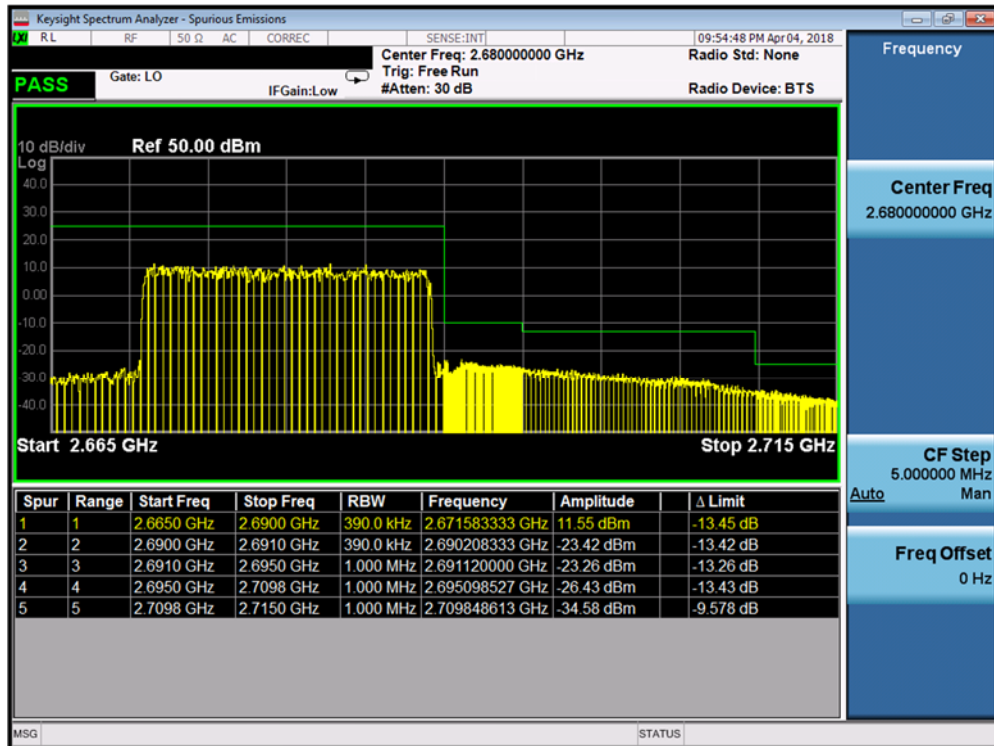 Keysight Spectrum Analyzer - Spurious Emissions
LXI RL RF 50 Ω AC CORREC SENSE:INT 09:54:48 PM Apr 04, 2018
Frequency
Center Freq: 2.680000000 GHz Radio Std: None
PASS Gate: LO Trig: Free Run
IFGain:Low #Atten: 30 dB Radio Device: BTS
10 dB/div Ref 50.00 dBm
Log
40.0
30.0
20.0
10.0
0.00
-10.0
-20.0
-30.0
-40.0
Start 2.665 GHz Stop 2.715 GHz
Spur Range Start Freq Stop Freq RBW Frequency Amplitude Δ Limit
1 1 2.6650 GHz 2.6900 GHz 390.0 kHz 2.671583333 GHz 11.55 dBm -13.45 dB
2 2 2.6900 GHz 2.6910 GHz 390.0 kHz 2.690208333 GHz -23.42 dBm -13.42 dB
3 3 2.6910 GHz 2.6950 GHz 1.000 MHz 2.691120000 GHz -23.26 dBm -13.26 dB
4 4 2.6950 GHz 2.7098 GHz 1.000 MHz 2.695098527 GHz -26.43 dBm -13.43 dB
5 5 2.7098 GHz 2.7150 GHz 1.000 MHz 2.709848613 GHz -34.58 dBm -9.578 dB
Center Freq
2.680000000 GHz
CF Step
5.000000 MHz
Auto Man
Freq Offset
0 Hz
MSG STATUS